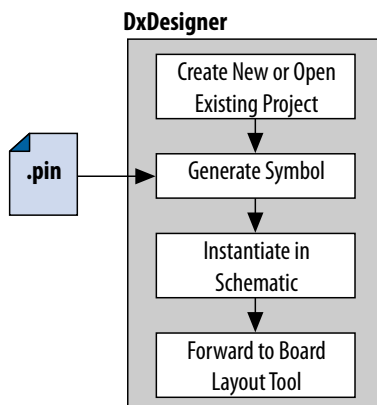 DxDesigner
Create New or Open
Existing Project
.pin
Generate Symbol
Instantiate in
Schematic
Forward to Board
Layout Tool